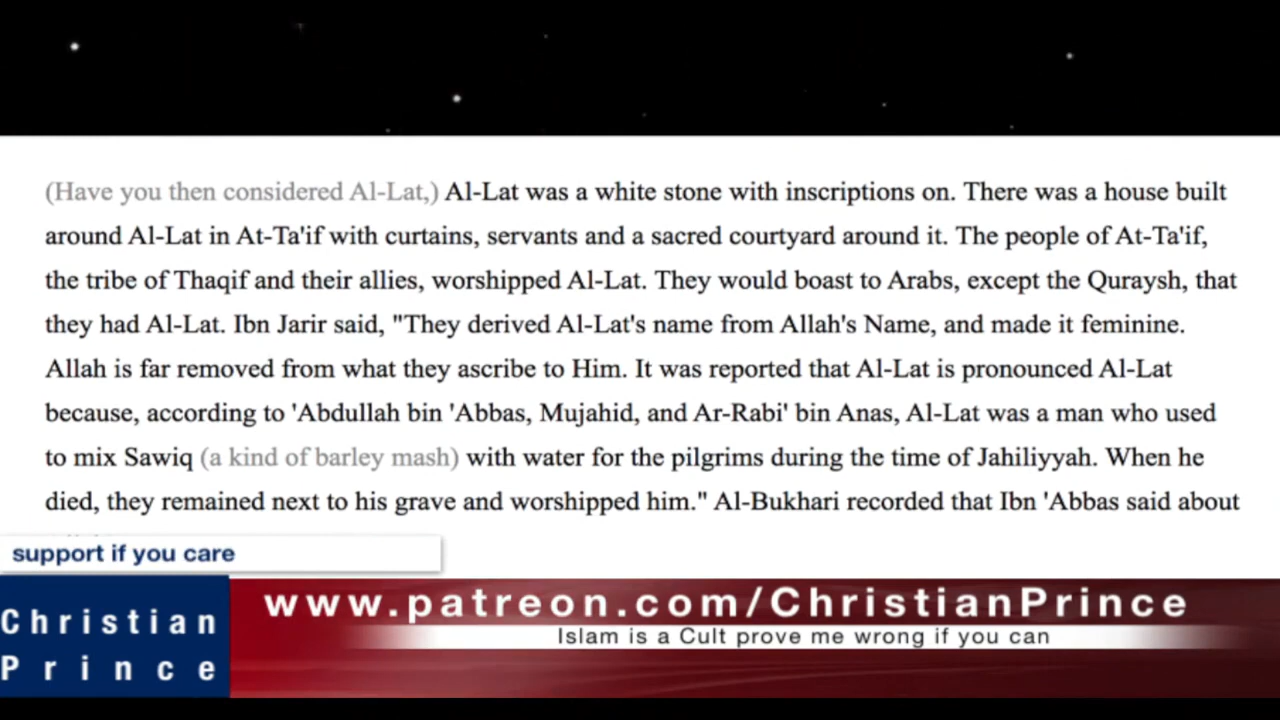 (Have you then considered Al-Lat,) Al-Lat was a white stone with inscriptions on. There was a house built
around Al-Lat in At-Ta'if with curtains, servants and a sacred courtyard around it. The people of At-Ta'if,
the tribe of Thaqif and their allies, worshipped Al-Lat. They would boast to Arabs, except the Quraysh, that
they had Al-Lat. Ibn Jarir said, "They derived Al-Lat's name from Allah's Name, and made it feminine.
Allah is far removed from what they ascribe to Him. It was reported that Al-Lat is pronounced Al-Lat
because, according to 'Abdullah bin 'Abbas, Mujahid, and Ar-Rabi' bin Anas, Al-Lat was a man who used
to mix Sawiq (a kind of barley mash) with water for the pilgrims during the time of Jahiliyyah. When he
died, they remained next to his grave and worshipped him." Al-Bukhari recorded that Ibn 'Abbas said about
support if you care
Christian
Prince
www.patreon.com/ChristianPrince
Islam is a Cult prove me wrong if you can